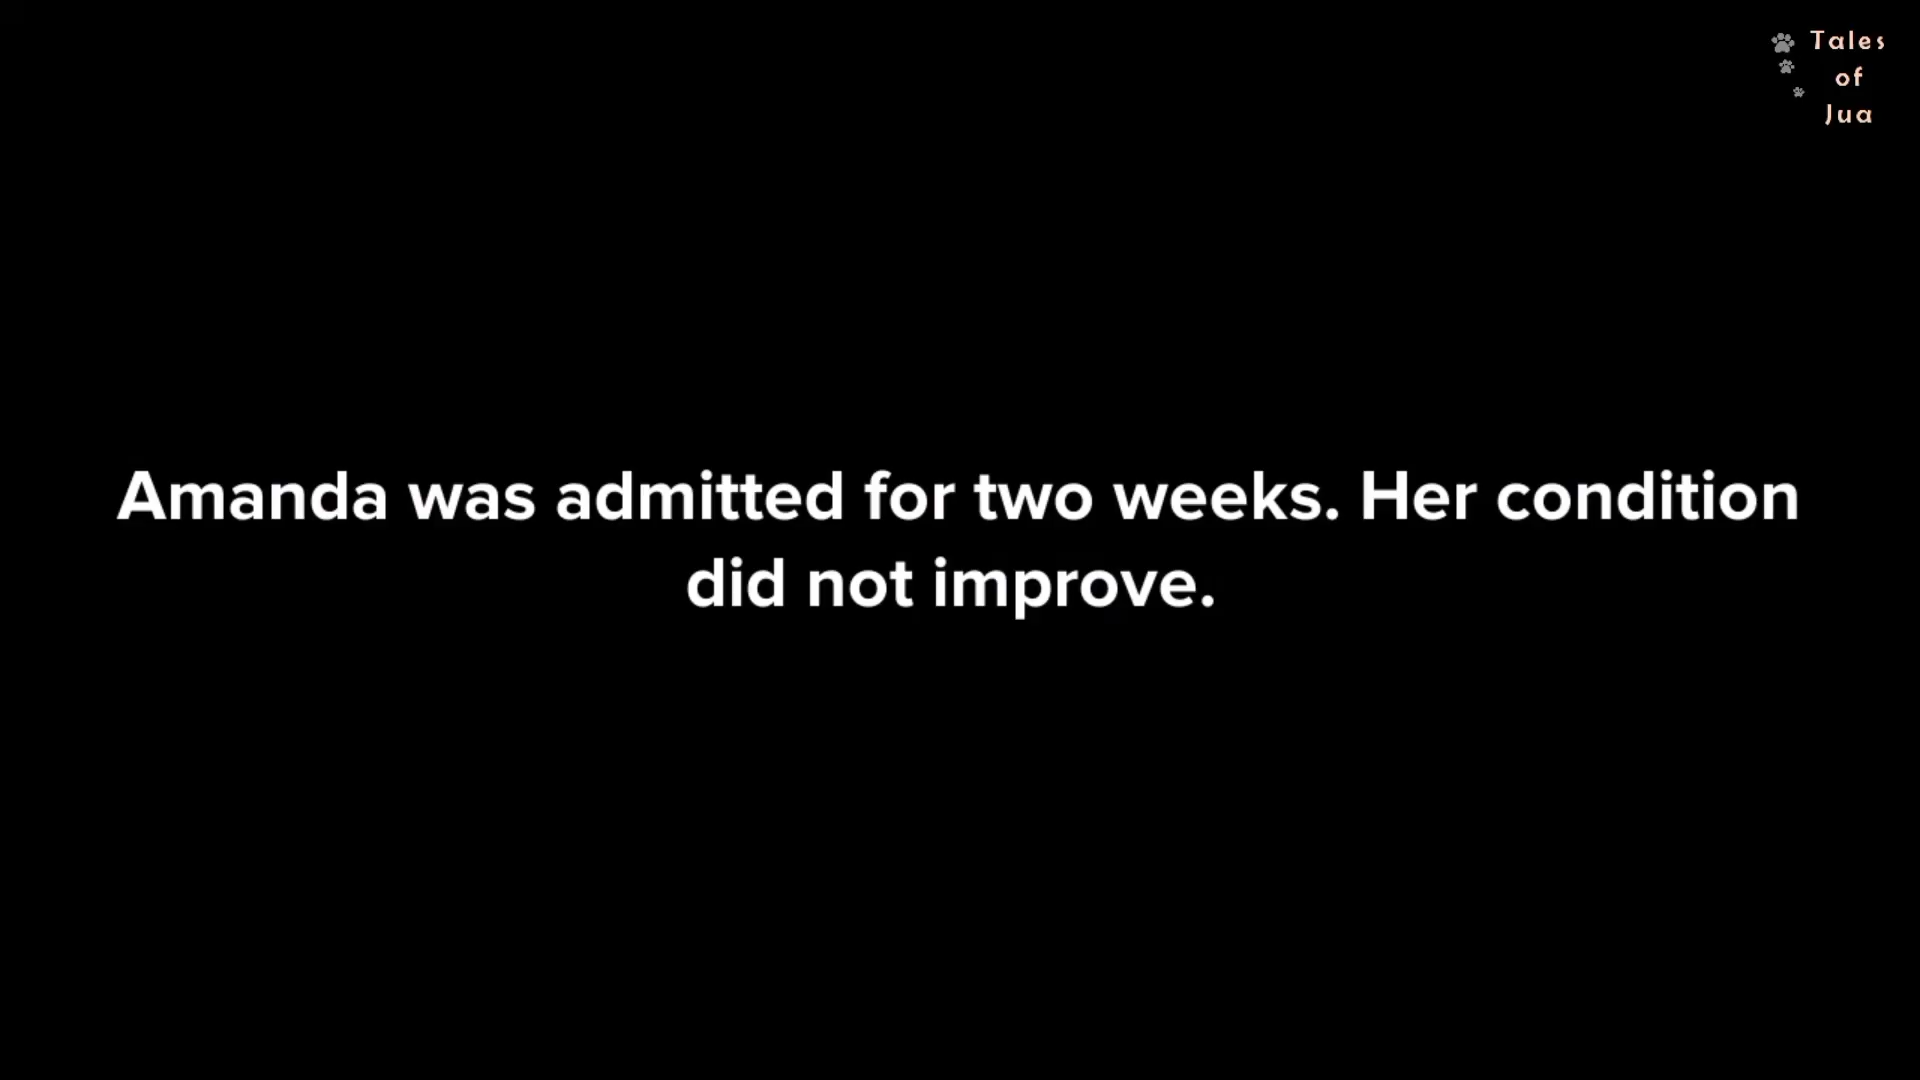 Tales
of
Jua
Amanda was admitted for two weeks. Her condition
did not improve.